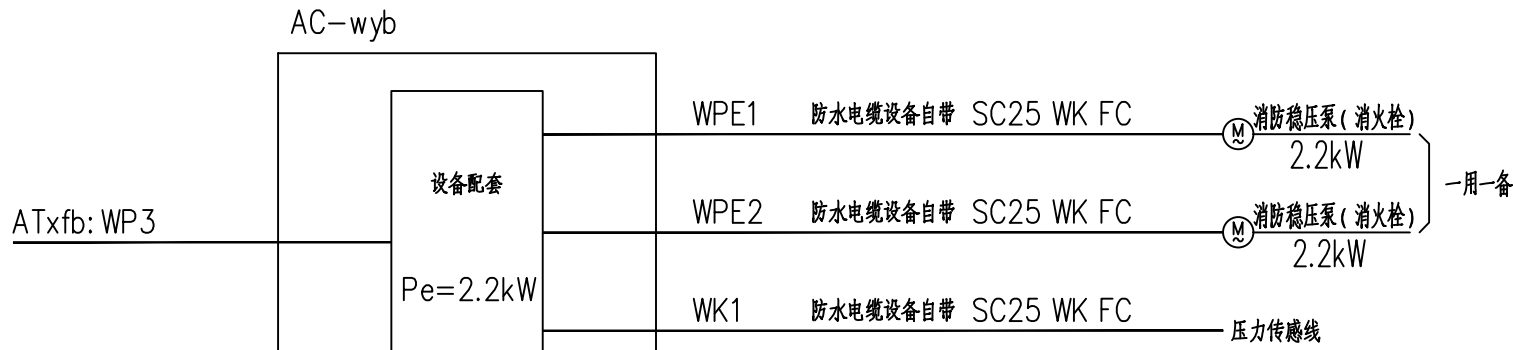 AC-wyb
WPE1 防水电缆设备自带 SC25 WK FC 消防稳压泵(消火栓)
M
~
2.2kW
设备配套
一用一备
ATxfb: WP3
WPE2 防水电缆设备自带 SC25 WK FC 消防稳压泵(消火栓)
M
~
2.2kW
Pe=2.2kW
WK1 防水电缆设备自带 SC25 WK FC
压力传感线